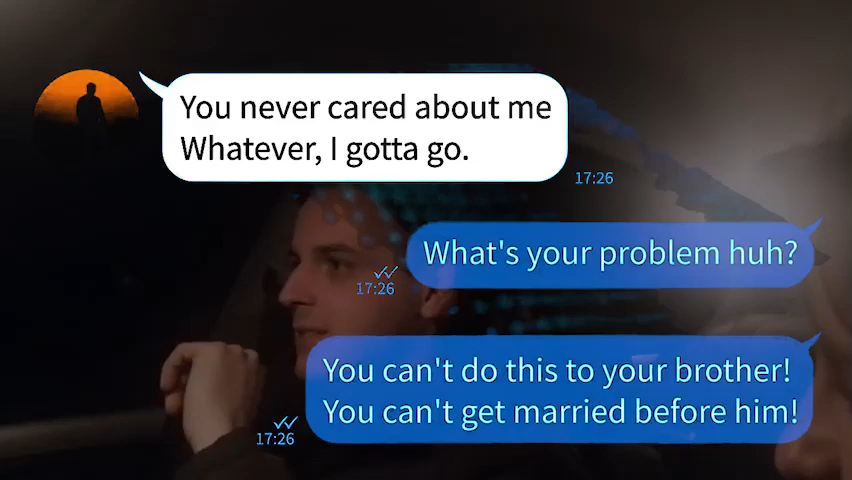 You never cared about me
Whatever, I gotta go.
17:26
What's your problem huh?
17:26
You can't do this to your brother!
You can't get married before him!
17:26